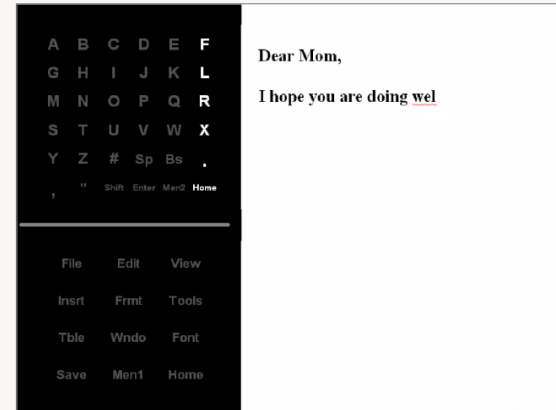 A B C D E F
G H I J K L
M N O P Q R
S T U V W X
Y Z # Sp Bs .
, " Shift Enter Men2 Home
File Edit View
Insrt Frmt Tools
Tble Wndo Font
Save Men1 Home
Dear Mom,
I hope you are doing wel